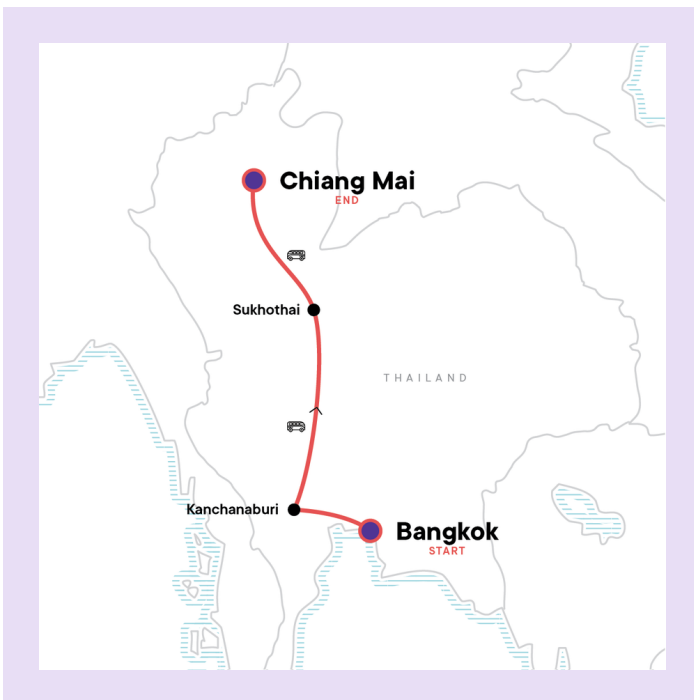 Chiang Mai
END
Sukhothai
THAILAND
Kanchanaburi
Bangkok
START